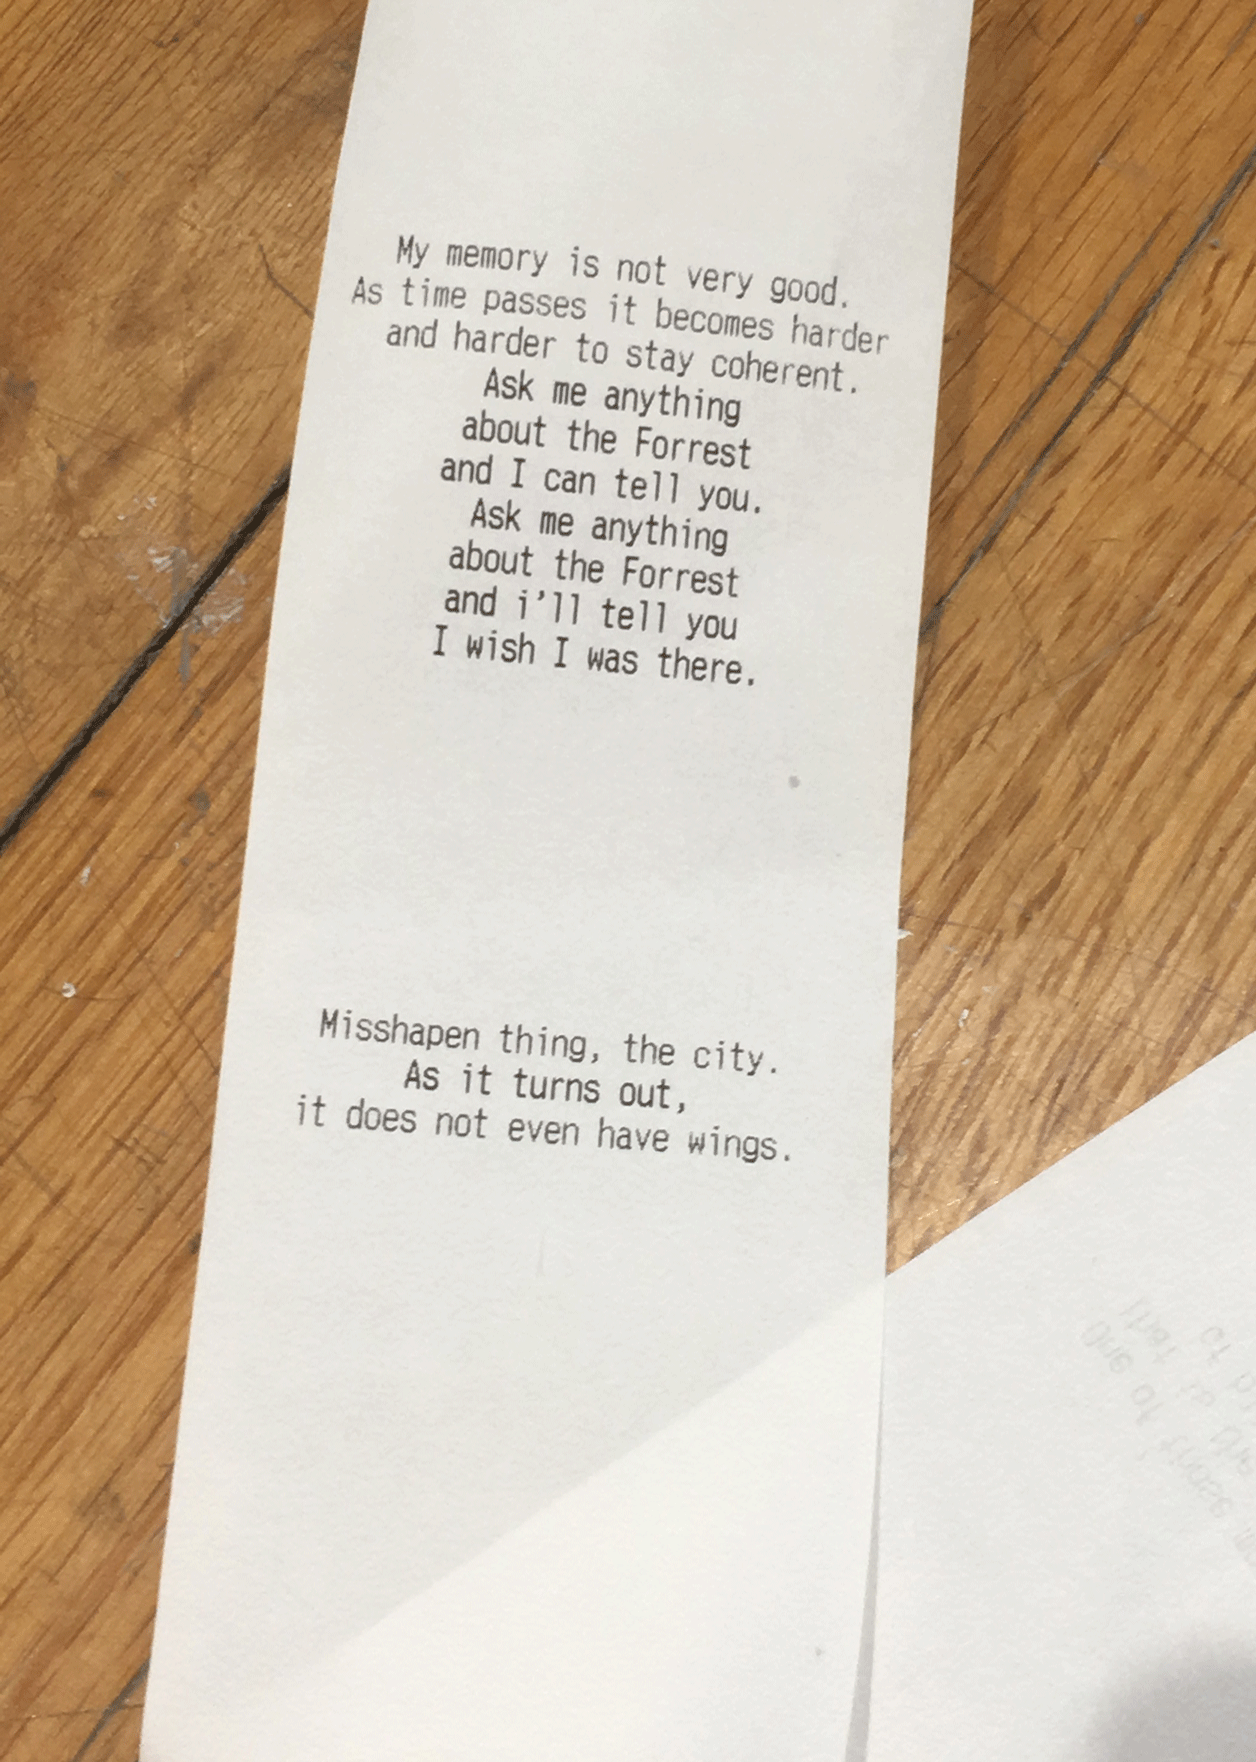 My memory is not very good.
As time passes it becomes harder
and harder to stay coherent.
Ask me anything
about the Forrest
and I can tell you.
Ask me anything
about the Forrest
and i'll tell you
I wish I was there.
Misshapen thing, the city.
As it turns out,
it does not even have wings.